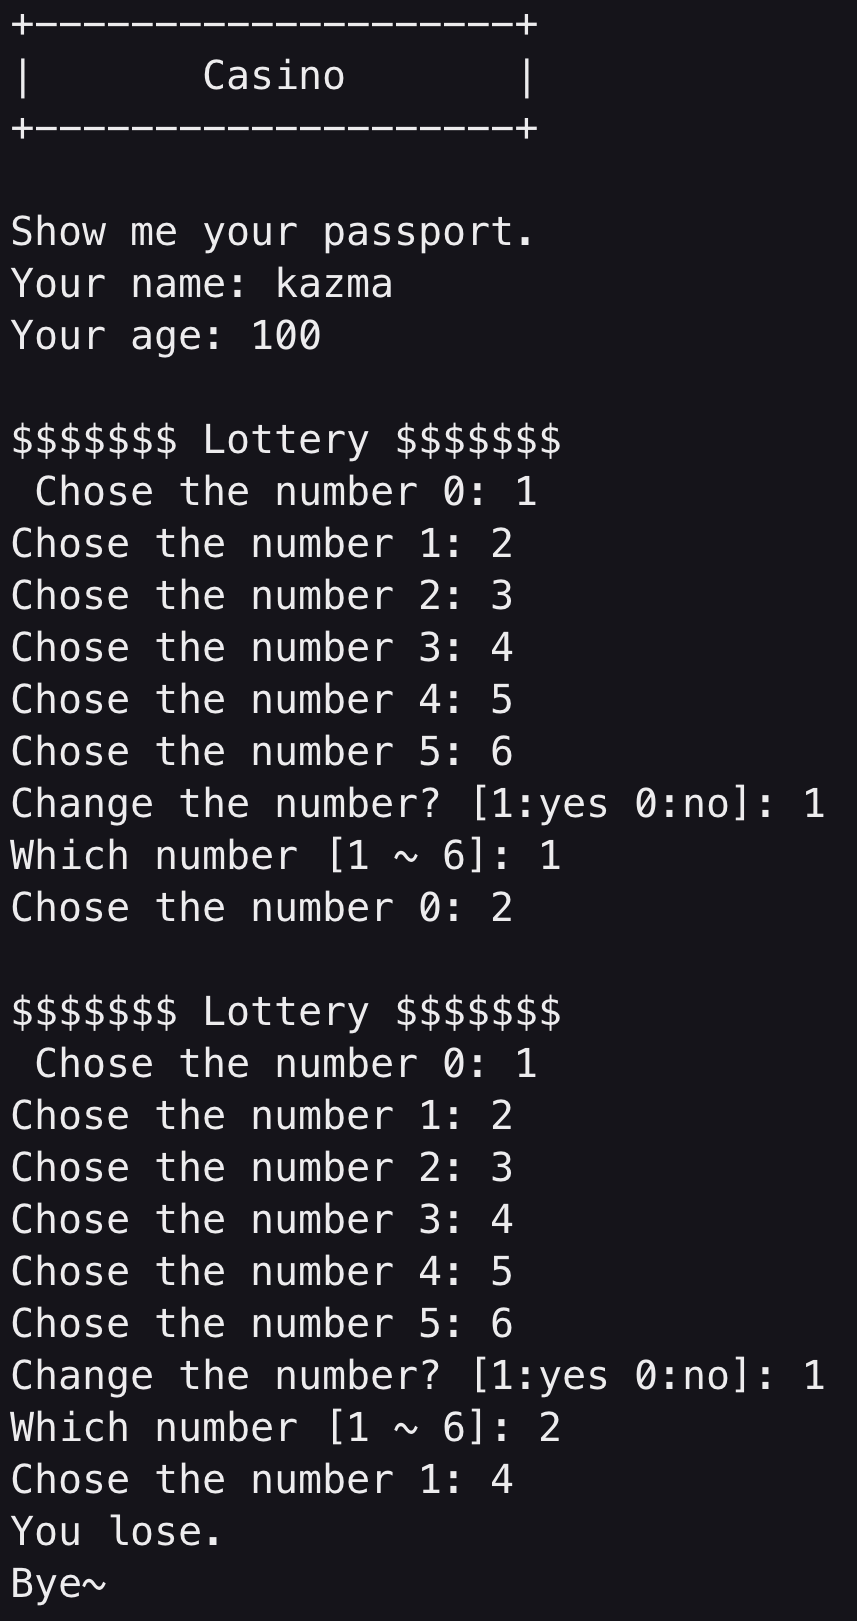 +--------------------+
|       Casino       |
+--------------------+
Show me your passport.
Your name: kazma
Your age: 100
$$$$$$$ Lottery $$$$$$$
 Chose the number 0: 1
Chose the number 1: 2
Chose the number 2: 3
Chose the number 3: 4
Chose the number 4: 5
Chose the number 5: 6
Change the number? [1:yes 0:no]: 1
Which number [1 ~ 6]: 1
Chose the number 0: 2
$$$$$$$ Lottery $$$$$$$
 Chose the number 0: 1
Chose the number 1: 2
Chose the number 2: 3
Chose the number 3: 4
Chose the number 4: 5
Chose the number 5: 6
Change the number? [1:yes 0:no]: 1
Which number [1 ~ 6]: 2
Chose the number 1: 4
You lose.
Bye~